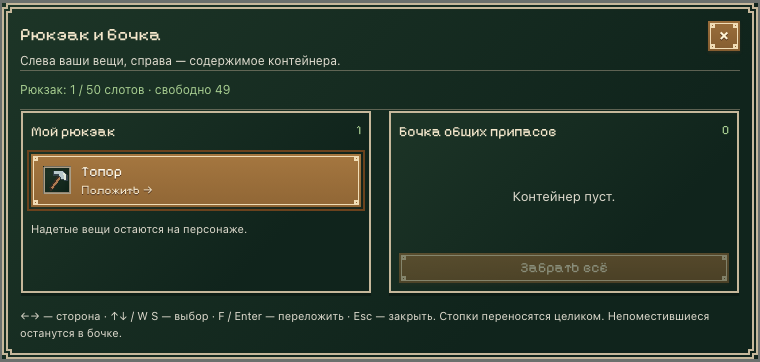 Рюкзак и бочка
×
Слева ваши вещи, справа — содержимое контейнера.
Рюкзак: 1 / 50 слотов · свободно 49
Мой рюкзак 1
Топор
Положить →
Надетые вещи остаются на персонаже.
Бочка общих припасов 0
Контейнер пуст.
Забрать всё
←→ — сторона · ↑↓ / W S — выбор · F / Enter — переложить · Esc — закрыть. Стопки переносятся целиком. Непоместившиеся
останутся в бочке.